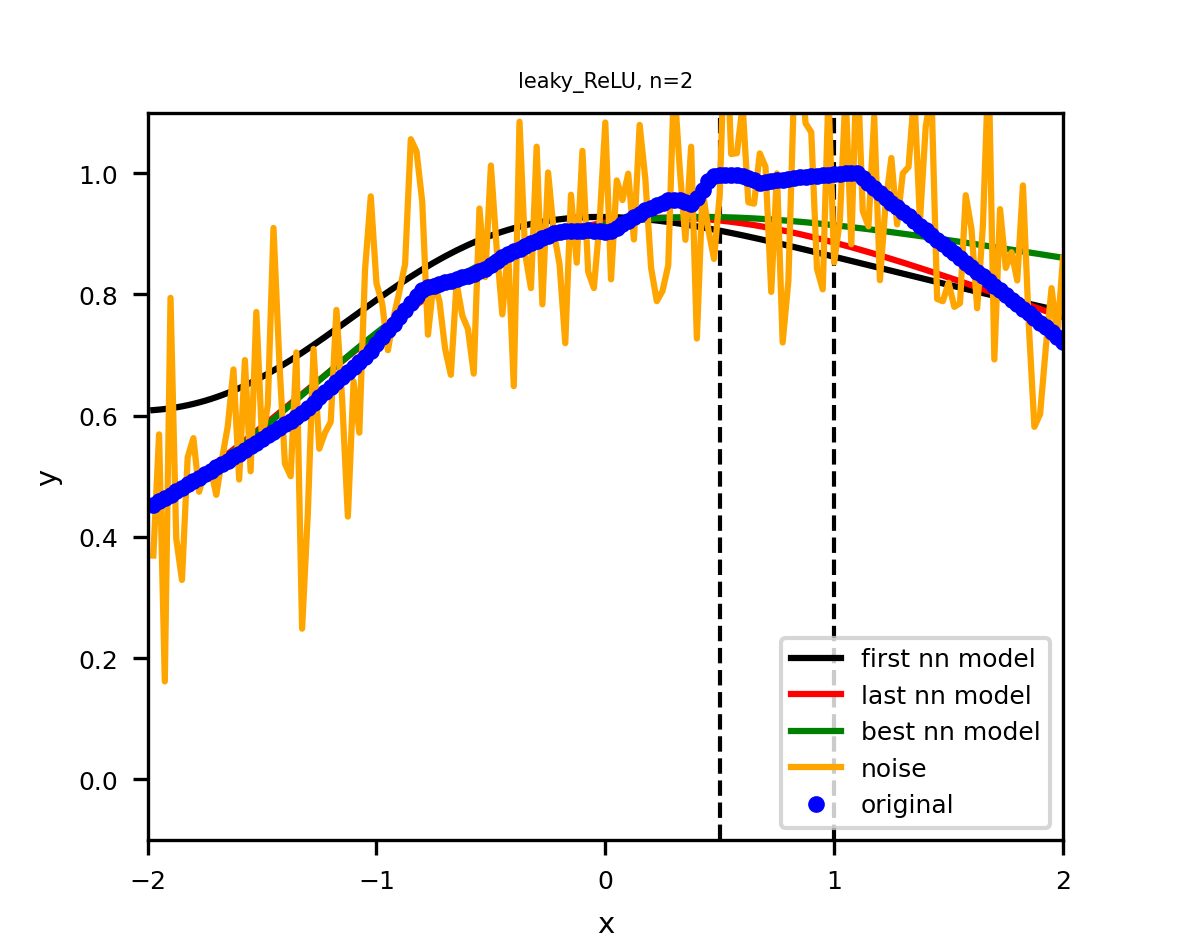 leaky_ReLU, n=2
y
1.0
0.8
0.6
0.4
0.2
0.0
−2
−1
0
1
2
x
first nn model
last nn model
best nn model
noise
original